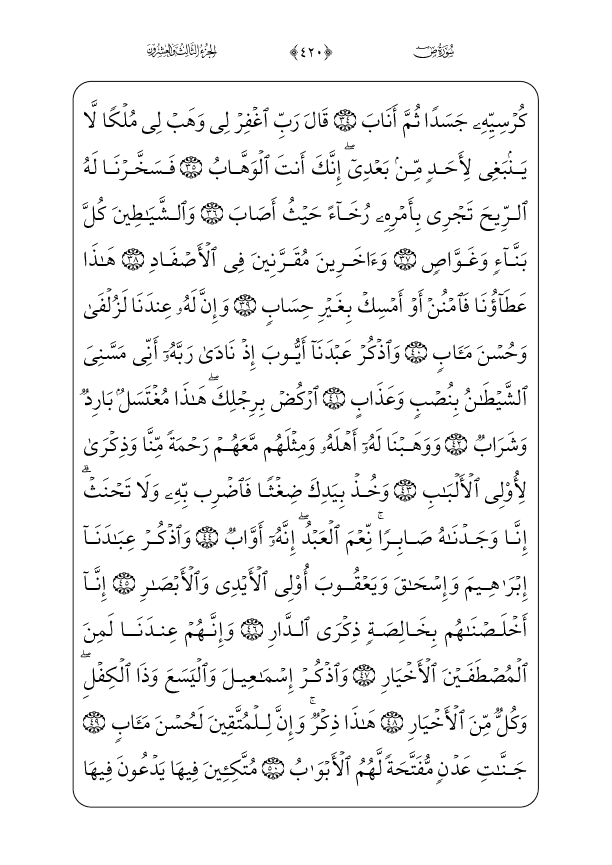 سُورَةُ صٓ ﴿٤٢٠﴾ الجُزءُ الثَّالِثُ وَالعِشرُونَ
كُرۡسِيِّهِۦ جَسَدٗا ثُمَّ أَنَابَ ٣٤ قَالَ رَبِّ ٱغۡفِرۡ لِي وَهَبۡ لِي مُلۡكٗا لَّا
يَنۢبَغِي لِأَحَدٖ مِّنۢ بَعۡدِيٓۖ إِنَّكَ أَنتَ ٱلۡوَهَّابُ ٣٥ فَسَخَّرۡنَا لَهُ
ٱلرِّيحَ تَجۡرِي بِأَمۡرِهِۦ رُخَآءً حَيۡثُ أَصَابَ ٣٦ وَٱلشَّيَٰطِينَ كُلَّ
بَنَّآءٖ وَغَوَّاصٖ ٣٧ وَءَاخَرِينَ مُقَرَّنِينَ فِي ٱلۡأَصۡفَادِ ٣٨ هَٰذَا
عَطَآؤُنَا فَٱمۡنُنۡ أَوۡ أَمۡسِكۡ بِغَيۡرِ حِسَابٖ ٣٩ وَإِنَّ لَهُۥ عِندَنَا لَزُلۡفَىٰ
وَحُسۡنَ مَـَٔابٖ ٤٠ وَٱذۡكُرۡ عَبۡدَنَآ أَيُّوبَ إِذۡ نَادَىٰ رَبَّهُۥٓ أَنِّي مَسَّنِيَ
ٱلشَّيۡطَٰنُ بِنُصۡبٖ وَعَذَابٍ ٤١ ٱرۡكُضۡ بِرِجۡلِكَۖ هَٰذَا مُغۡتَسَلُۢ بَارِدٞ
وَشَرَابٞ ٤٢ وَوَهَبۡنَا لَهُۥٓ أَهۡلَهُۥ وَمِثۡلَهُم مَّعَهُمۡ رَحۡمَةٗ مِّنَّا وَذِكۡرَىٰ
لِأُوْلِي ٱلۡأَلۡبَٰبِ ٤٣ وَخُذۡ بِيَدِكَ ضِغۡثٗا فَٱضۡرِب بِّهِۦ وَلَا تَحۡنَثۡۗ
إِنَّا وَجَدۡنَٰهُ صَابِرٗاۚ نِّعۡمَ ٱلۡعَبۡدُ إِنَّهُۥٓ أَوَّابٞ ٤٤ وَٱذۡكُرۡ عِبَٰدَنَآ
إِبۡرَٰهِيمَ وَإِسۡحَٰقَ وَيَعۡقُوبَ أُوْلِي ٱلۡأَيۡدِي وَٱلۡأَبۡصَٰرِ ٤٥ إِنَّآ
أَخۡلَصۡنَٰهُم بِخَالِصَةٖ ذِكۡرَى ٱلدَّارِ ٤٦ وَإِنَّهُمۡ عِندَنَا لَمِنَ
ٱلۡمُصۡطَفَيۡنَ ٱلۡأَخۡيَارِ ٤٧ وَٱذۡكُرۡ إِسۡمَٰعِيلَ وَٱلۡيَسَعَ وَذَا ٱلۡكِفۡلِۖ
وَكُلّٞ مِّنَ ٱلۡأَخۡيَارِ ٤٨ هَٰذَا ذِكۡرٞۚ وَإِنَّ لِلۡمُتَّقِينَ لَحُسۡنَ مَـَٔابٖ ٤٩
جَنَّٰتِ عَدۡنٖ مُّفَتَّحَةٗ لَّهُمُ ٱلۡأَبۡوَٰبُ ٥٠ مُتَّكِـِٔينَ فِيهَا يَدۡعُونَ فِيهَا